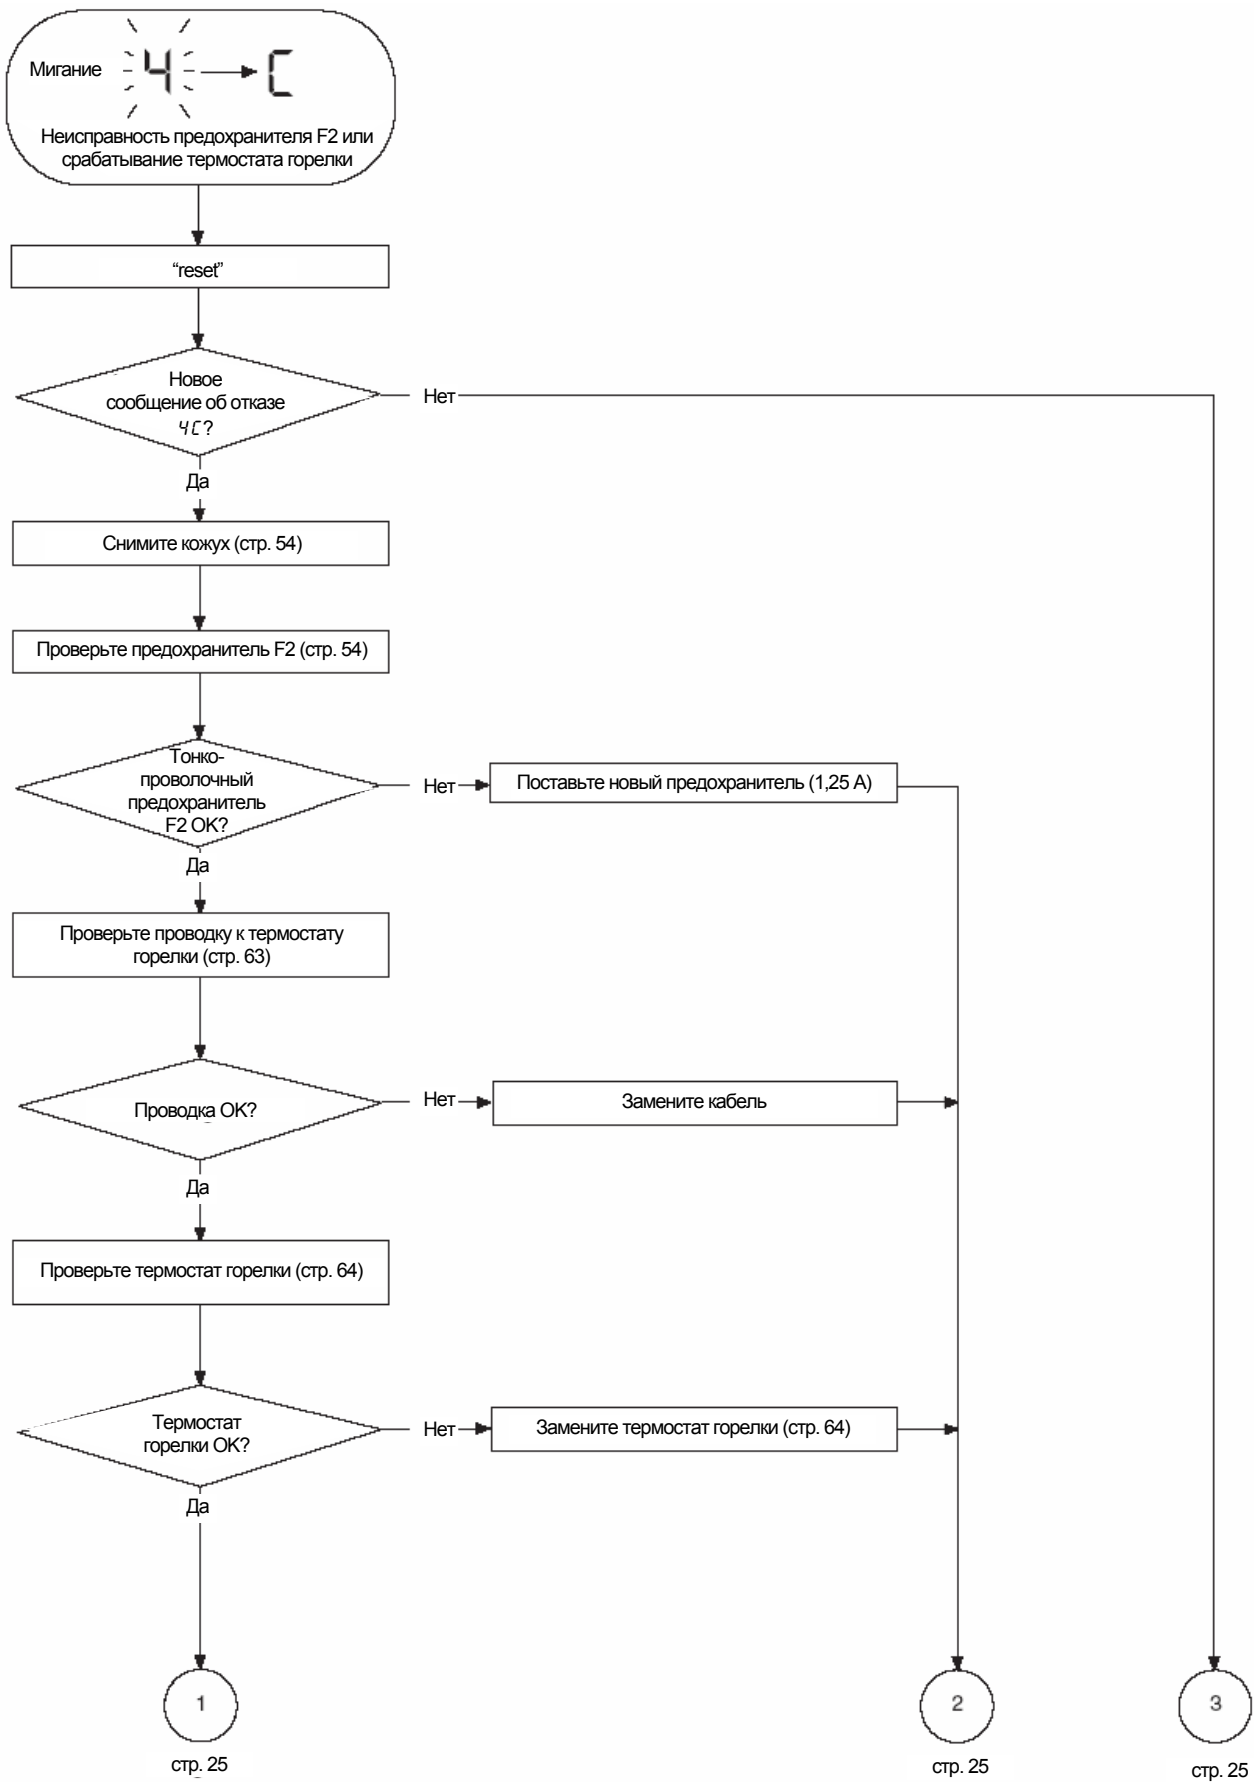 Мигание 4 C
Неисправность предохранителя F2 или
срабатывание термостата горелки
“reset”
Новое
сообщение об отказе
4C?
Нет
Да
Снимите кожух (стр. 54)
Проверьте предохранитель F2 (стр. 54)
Тонко-
проволочный
предохранитель
F2 OK?
Нет
Поставьте новый предохранитель (1,25 А)
Да
Проверьте проводку к термостату
горелки (стр. 63)
Проводка OK?
Нет
Замените кабель
Да
Проверьте термостат горелки (стр. 64)
Термостат
горелки OK?
Нет
Замените термостат горелки (стр. 64)
Да
1
2
3
стр. 25
стр. 25
стр. 25